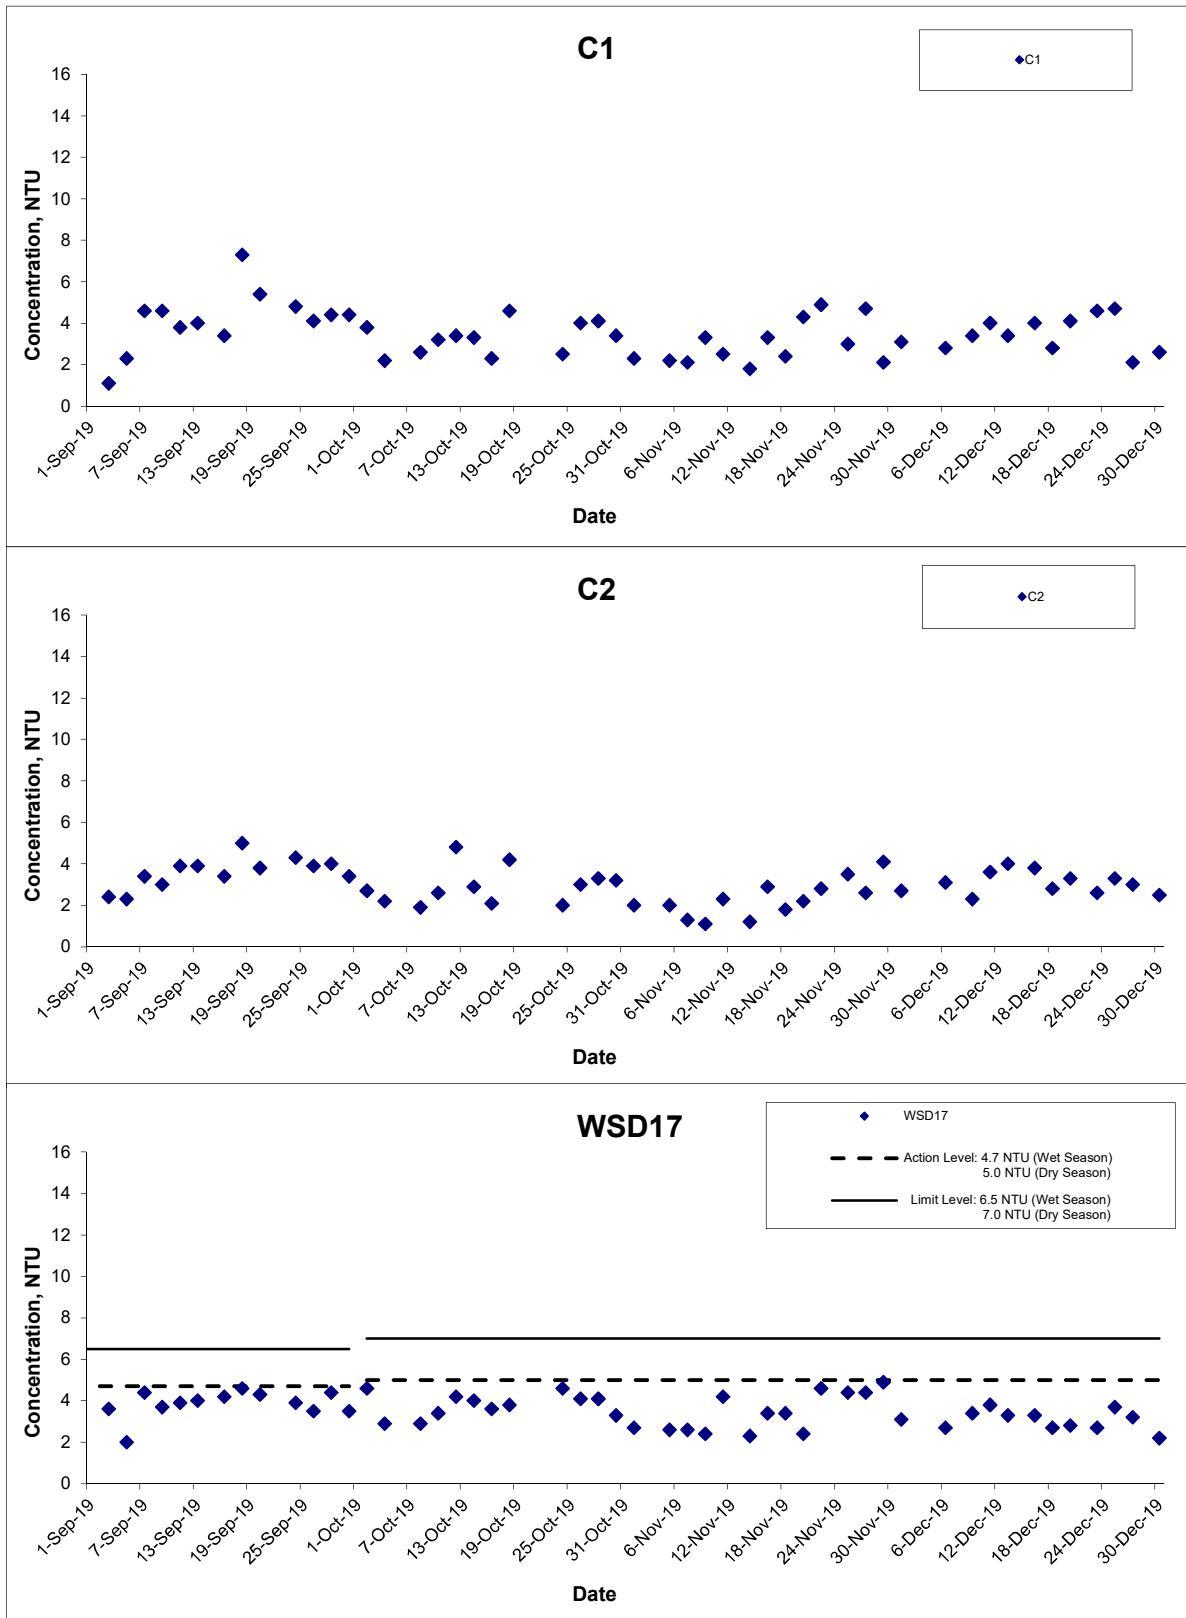 C1
C1
16
14
12
10
8
6
4
2
0
Concentration, NTU
1-Sep-19
7-Sep-19
13-Sep-19
19-Sep-19
25-Sep-19
1-Oct-19
7-Oct-19
13-Oct-19
19-Oct-19
25-Oct-19
31-Oct-19
6-Nov-19
12-Nov-19
18-Nov-19
24-Nov-19
30-Nov-19
6-Dec-19
12-Dec-19
18-Dec-19
24-Dec-19
30-Dec-19
Date
C2
C2
16
14
12
10
8
6
4
2
0
Concentration, NTU
1-Sep-19
7-Sep-19
13-Sep-19
19-Sep-19
25-Sep-19
1-Oct-19
7-Oct-19
13-Oct-19
19-Oct-19
25-Oct-19
31-Oct-19
6-Nov-19
12-Nov-19
18-Nov-19
24-Nov-19
30-Nov-19
6-Dec-19
12-Dec-19
18-Dec-19
24-Dec-19
30-Dec-19
Date
WSD17
WSD17
Action Level: 4.7 NTU (Wet Season)
5.0 NTU (Dry Season)
Limit Level: 6.5 NTU (Wet Season)
7.0 NTU (Dry Season)
16
14
12
10
8
6
4
2
0
Concentration, NTU
1-Sep-19
7-Sep-19
13-Sep-19
19-Sep-19
25-Sep-19
1-Oct-19
7-Oct-19
13-Oct-19
19-Oct-19
25-Oct-19
31-Oct-19
6-Nov-19
12-Nov-19
18-Nov-19
24-Nov-19
30-Nov-19
6-Dec-19
12-Dec-19
18-Dec-19
24-Dec-19
30-Dec-19
Date